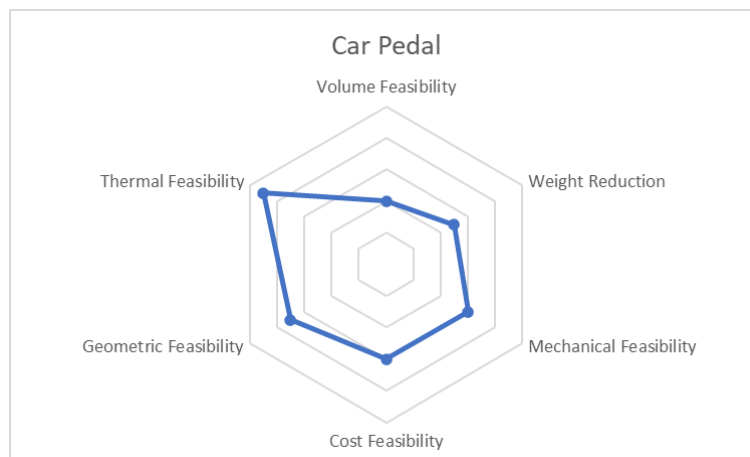 Car Pedal
Volume Feasibility
Thermal Feasibility
Weight Reduction
Geometric Feasibility
Mechanical Feasibility
Cost Feasibility